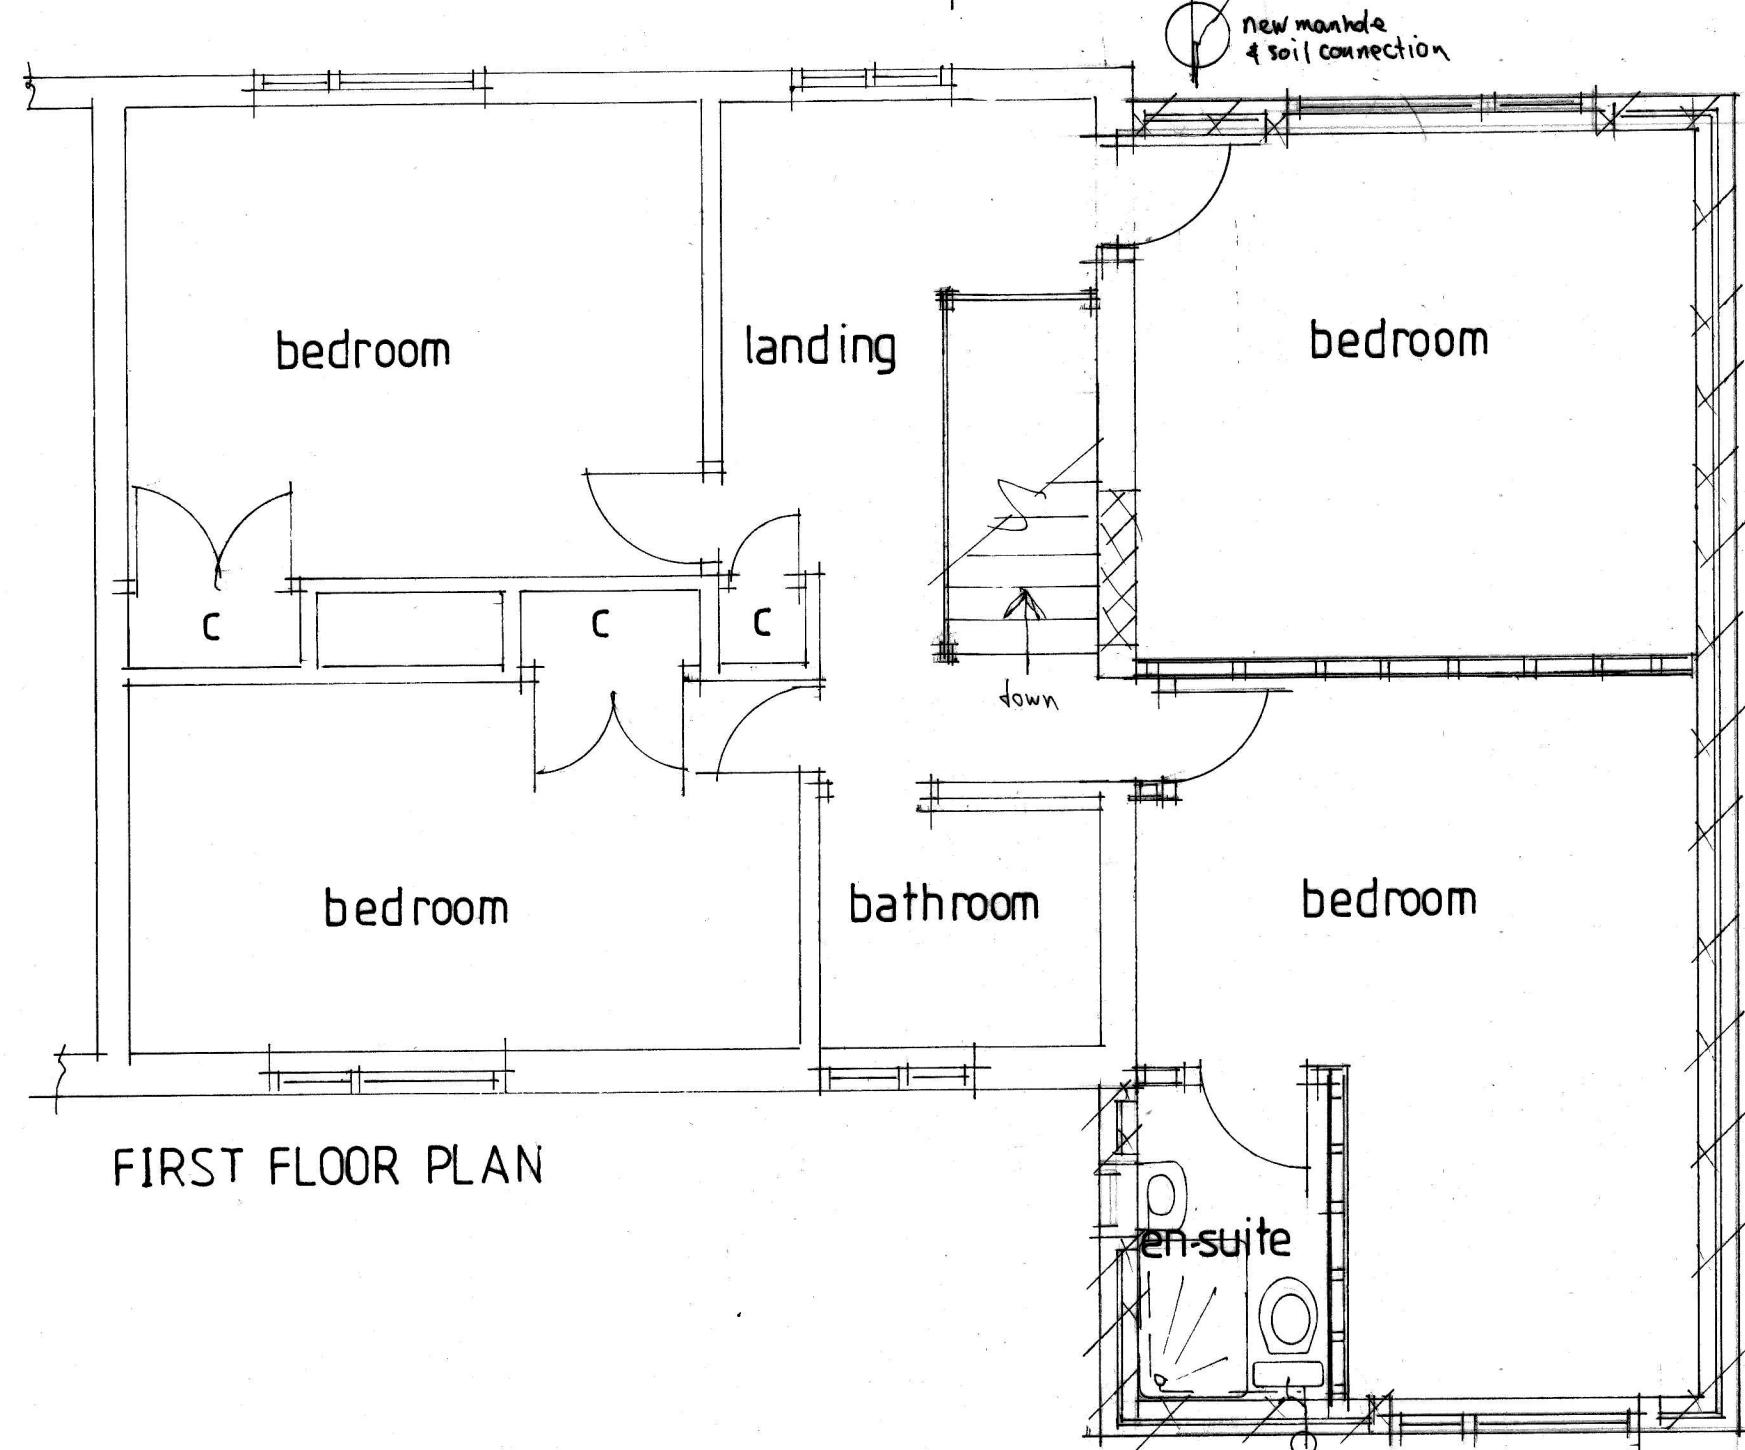 new manhole
& soil connection
bedroom
landing
bedroom
c
c
c
down
bedroom
bathroom
bedroom
FIRST FLOOR PLAN
en-suite